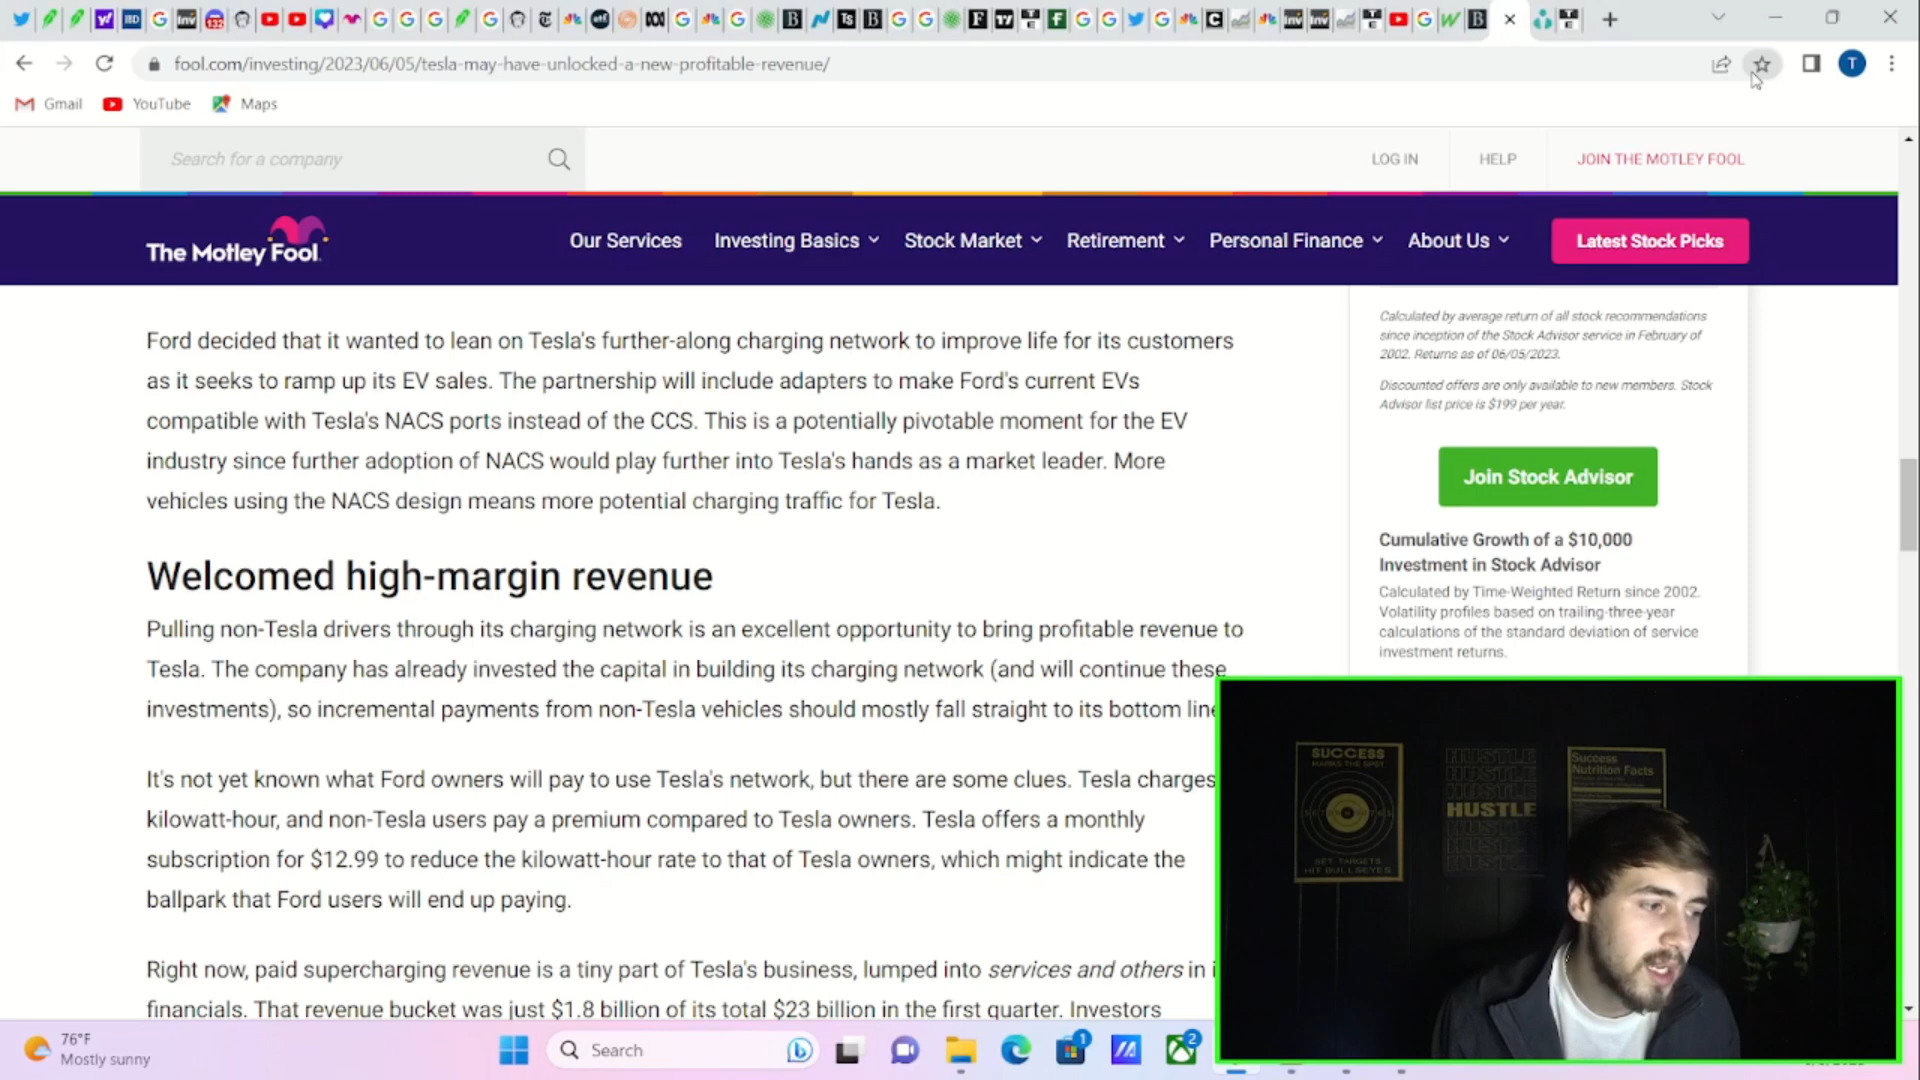 fool.com/investing/2023/06/05/tesla-may-have-unlocked-a-new-profitable-revenue/
T
Gmail YouTube Maps
Search for a company
LOG IN HELP JOIN THE MOTLEY FOOL
The Motley Fool
Our Services Investing Basics Stock Market Retirement Personal Finance About Us Latest Stock Picks
Ford decided that it wanted to lean on Tesla's further-along charging network to improve life for its customers
as it seeks to ramp up its EV sales. The partnership will include adapters to make Ford's current EVs
compatible with Tesla's NACS ports instead of the CCS. This is a potentially pivotable moment for the EV
industry since further adoption of NACS would play further into Tesla's hands as a market leader. More
vehicles using the NACS design means more potential charging traffic for Tesla.
Welcomed high-margin revenue
Pulling non-Tesla drivers through its charging network is an excellent opportunity to bring profitable revenue to
Tesla. The company has already invested the capital in building its charging network (and will continue these
investments), so incremental payments from non-Tesla vehicles should mostly fall straight to its bottom line
It's not yet known what Ford owners will pay to use Tesla's network, but there are some clues. Tesla charges
kilowatt-hour, and non-Tesla users pay a premium compared to Tesla owners. Tesla offers a monthly
subscription for $12.99 to reduce the kilowatt-hour rate to that of Tesla owners, which might indicate the
ballpark that Ford users will end up paying.
Right now, paid supercharging revenue is a tiny part of Tesla's business, lumped into services and others in
financials. That revenue bucket was just $1.8 billion of its total $23 billion in the first quarter. Investors
Calculated by average return of all stock recommendations
since inception of the Stock Advisor service in February of
2002. Returns as of 06/05/2023.
Discounted offers are only available to new members. Stock
Advisor list price is $199 per year.
Join Stock Advisor
Cumulative Growth of a $10,000
Investment in Stock Advisor
Calculated by Time-Weighted Return since 2002.
Volatility profiles based on trailing-three-year
calculations of the standard deviation of service
investment returns.
SUCCESS
MARKS THE SPOT
SET TARGETS
HIT BULLSEYES
HUSTLE
HUSTLE
HUSTLE
HUSTLE
HUSTLE
Success
Nutrition Facts
76°F
Mostly sunny
Search
1
2